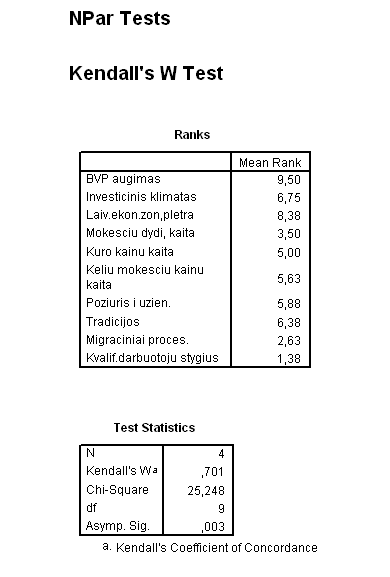 NPar Tests
Kendall's W Test
Ranks
Mean Rank
BVP augimas 9,50
Investicinis klimatas 6,75
Laiv.ekon.zon,pletra 8,38
Mokesciu dydi, kaita 3,50
Kuro kainu kaita 5,00
Keliu mokesciu kainu
kaita 5,63
Poziuris i uzien. 5,88
Tradicijos 6,38
Migraciniai proces. 2,63
Kvalif.darbuotoju stygius 1,38
Test Statistics
N 4
Kendall's Wa ,701
Chi-Square 25,248
df 9
Asymp. Sig. ,003
a. Kendall's Coefficient of Concordance